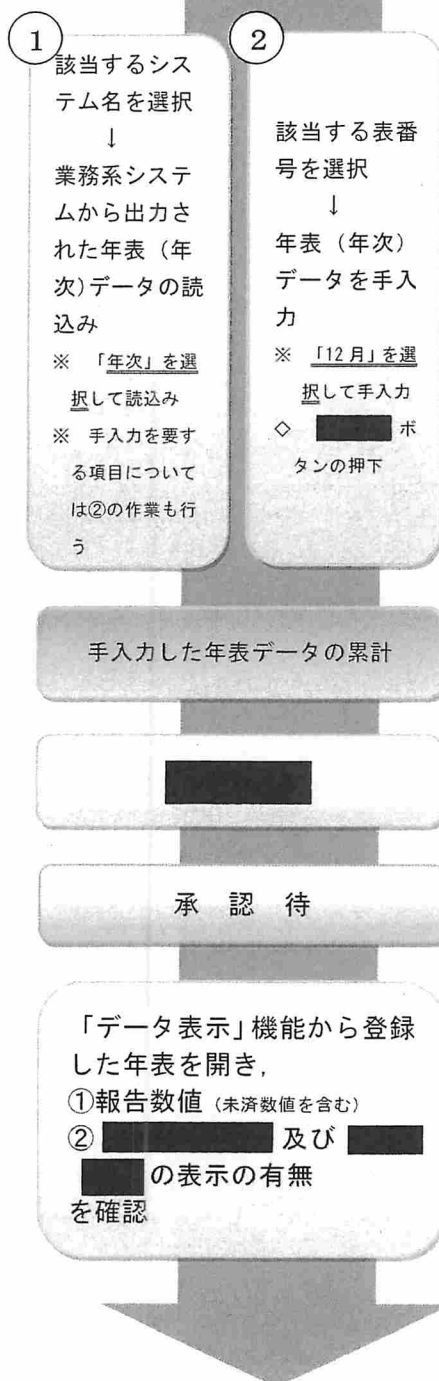 1
該当するシス
テム名を選択
↓
業務系システ
ムから出力さ
れた年表（年
次）データの読
込み
※ 「年次」を選
択して読込み
※ 手入力を要す
る項目について
は②の作業も行
う
2
該当する表番
号を選択
↓
年表（年次）
データを手入
力
※ 「12月」を選
択して手入力
◇ ボ
タンの押下
手入力した年表データの累計
承 認 待
「データ表示」機能から登録
した年表を開き，
①報告数値（未済数値を含む）
② 及び
の表示の有無
を確認